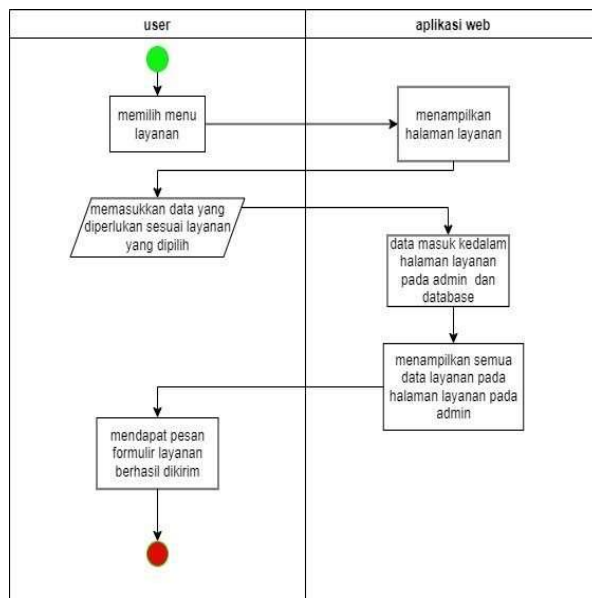 user
aplikasi web
memilih menu
layanan
menampilkan
halaman layanan
memasukkan data yang
diperlukan sesuai layanan
yang dipilih
data masuk kedalam
halaman layanan
pada admin dan
database
menampilkan semua
data layanan pada
halaman layanan pada
admin
mendapat pesan
formulir layanan
berhasil dikirim